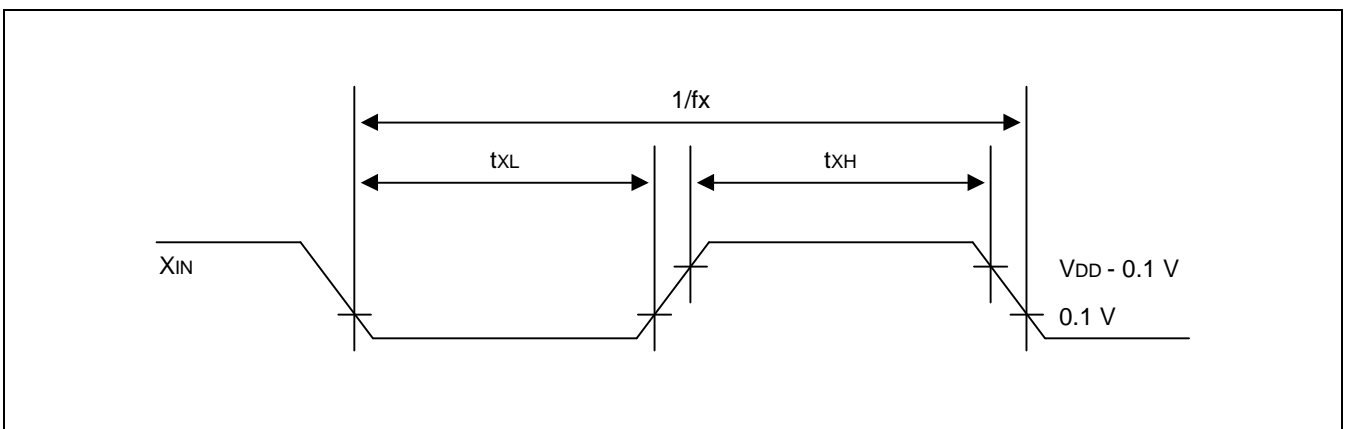 1/fx
tXL
tXH
XIN
VDD - 0.1 V
0.1 V